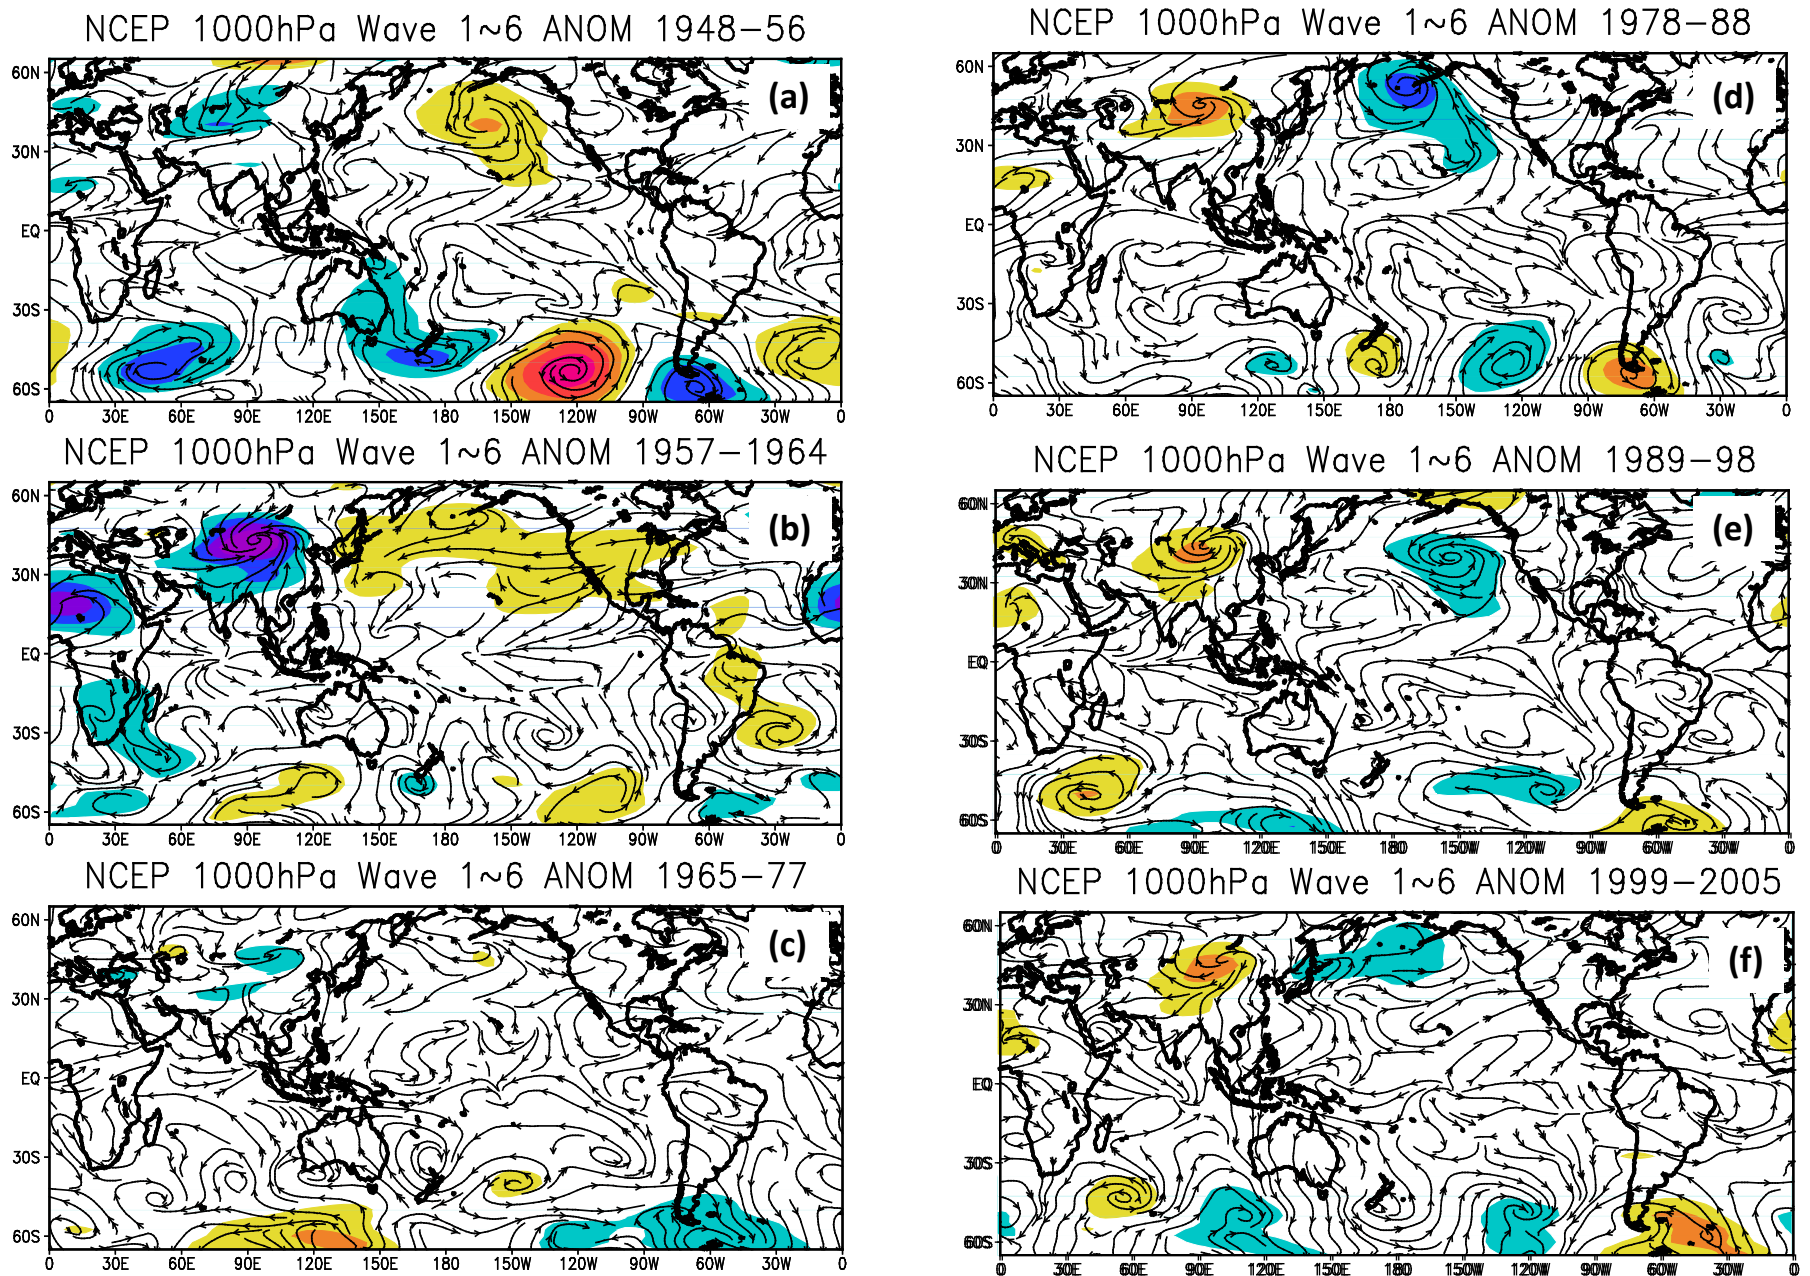 NCEP 1000hPa Wave 1~6 ANOM 1948-56
(a)
60N
30N
EQ
30S
60S
0 30E 60E 90E 120E 150E 180 150W 120W 90W 60W 30W 0
NCEP 1000hPa Wave 1~6 ANOM 1957-1964
(b)
60N
30N
EQ
30S
60S
0 30E 60E 90E 120E 150E 180 150W 120W 90W 60W 30W 0
NCEP 1000hPa Wave 1~6 ANOM 1965-77
(c)
60N
30N
EQ
30S
60S
0 30E 60E 90E 120E 150E 180 150W 120W 90W 60W 30W 0
NCEP 1000hPa Wave 1~6 ANOM 1978-88
(d)
60N
30N
EQ
30S
60S
0 30E 60E 90E 120E 150E 180 150W 120W 90W 60W 30W 0
NCEP 1000hPa Wave 1~6 ANOM 1989-98
(e)
60N
30N
EQ
30S
60S
0 30E 60E 90E 120E 150E 180 150W 120W 90W 60W 30W 0
NCEP 1000hPa Wave 1~6 ANOM 1999-2005
(f)
60N
30N
EQ
30S
60S
0 30E 60E 90E 120E 150E 180 150W 120W 90W 60W 30W 0